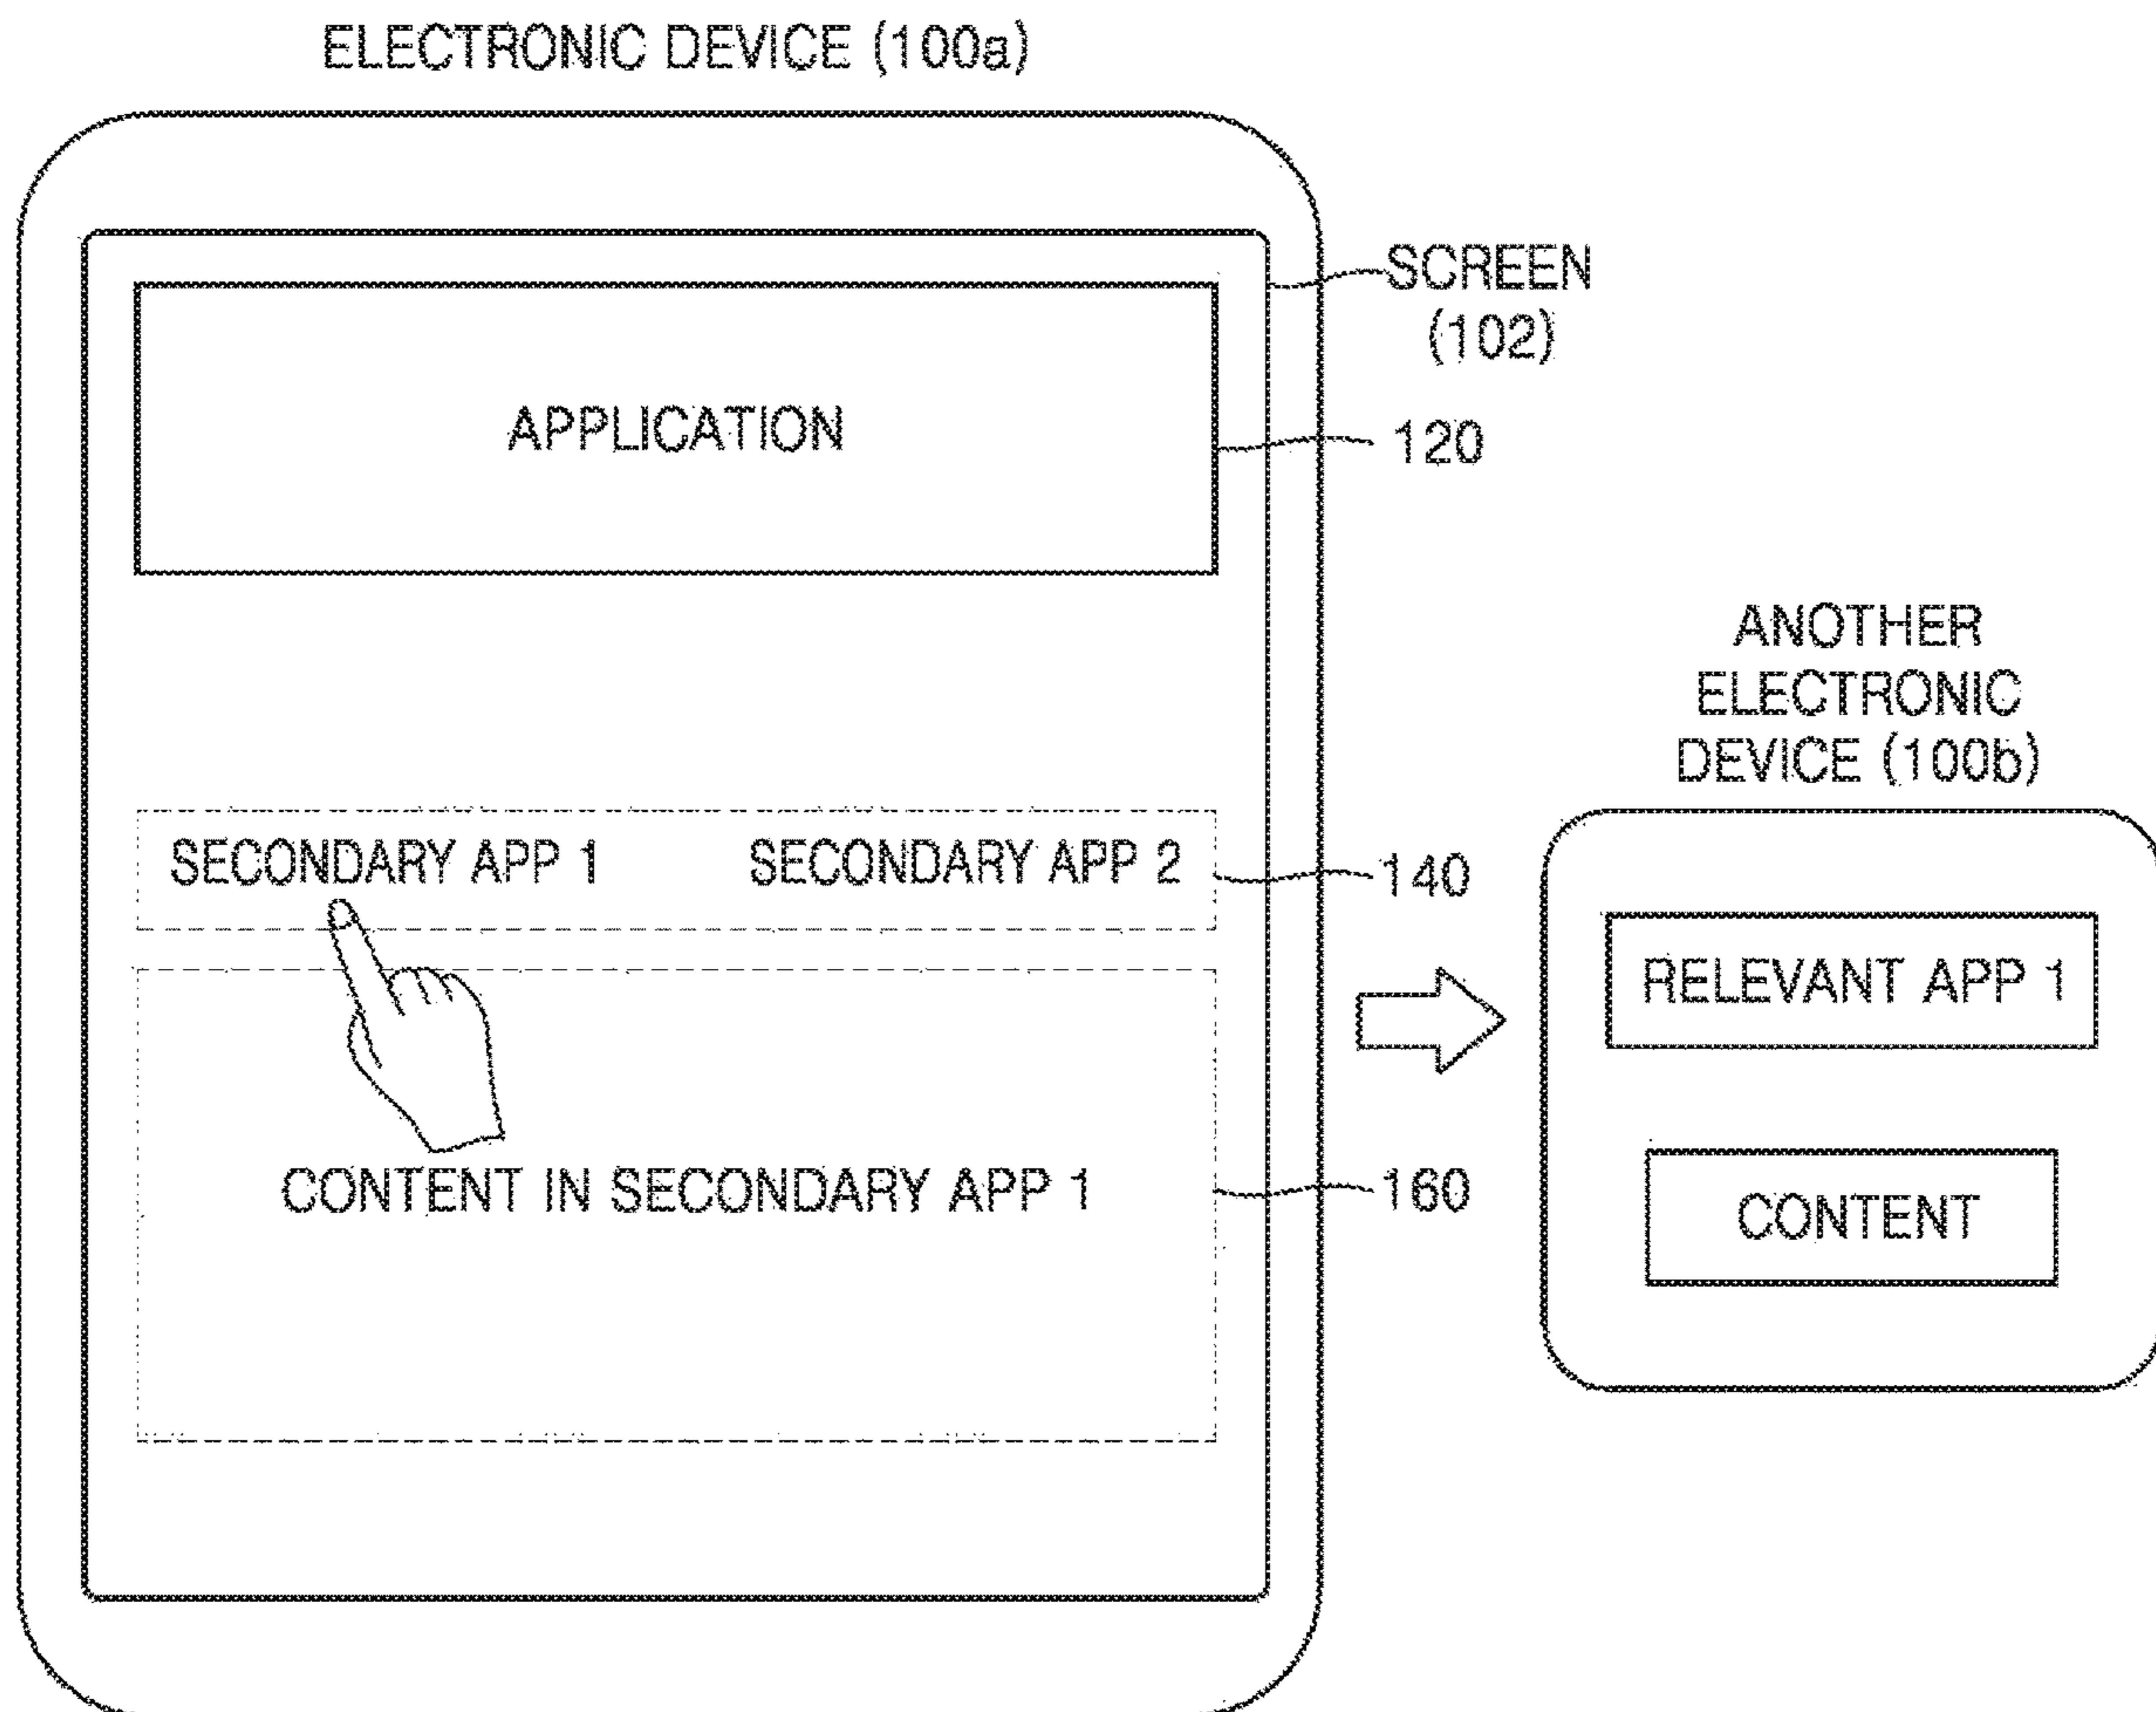 ELECTRONIC DEVICE (100a)
SCREEN
(102)
APPLICATION
120
ANOTHER
ELECTRONIC
DEVICE (100b)
SECONDARY APP 1 SECONDARY APP 2
140
RELEVANT APP 1
CONTENT IN SECONDARY APP 1
160
CONTENT